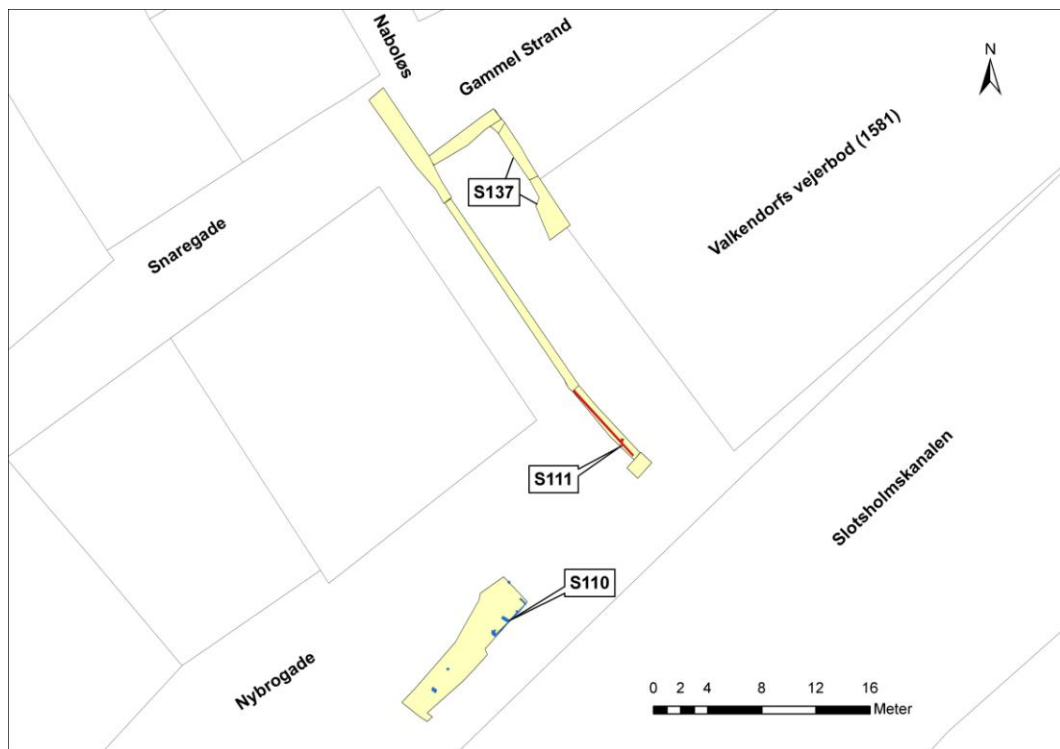 Naboløs
Gammel Strand
N
Valkendorfs vejerbod (1581)
S137
Snaregade
S111
Slotsholmskanalen
S110
Nybrogade
0 2 4 8 12 16
Meter